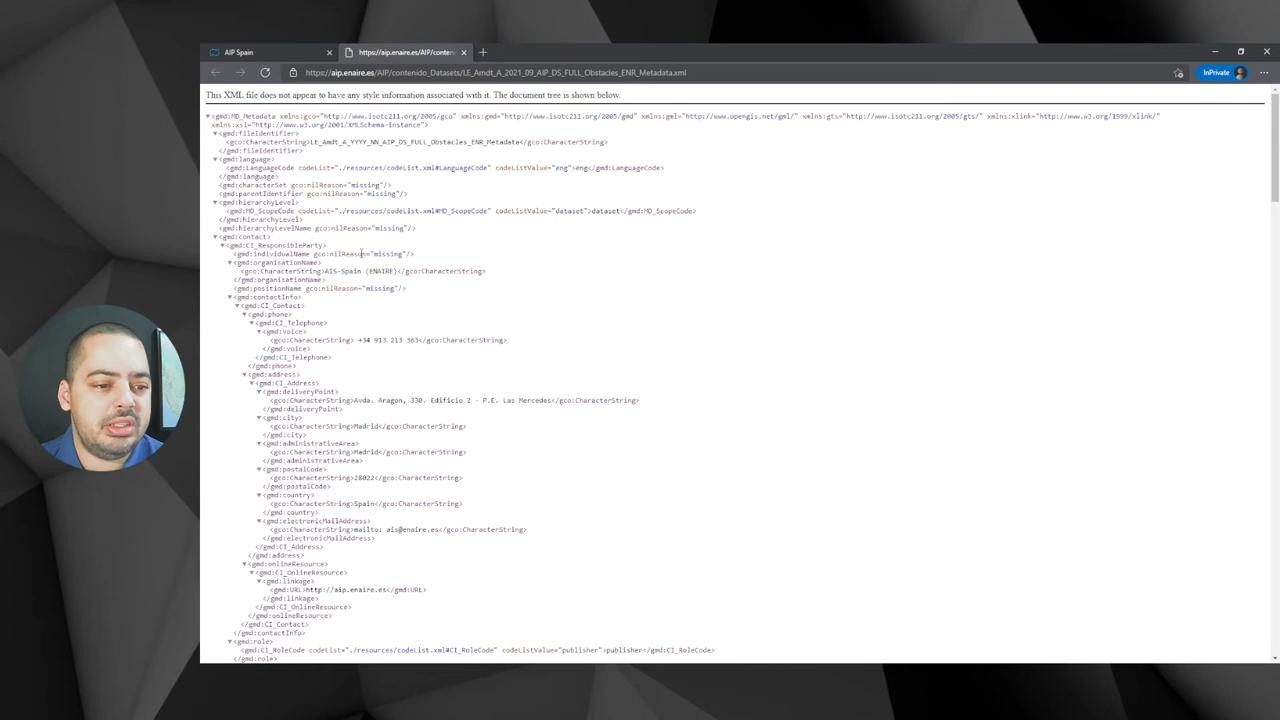 AIP Spain
https://aip.enaire.es/AIP/conten
InPrivate
https://aip.enaire.es/AIP/contenido_Datasets/LE_Amdt_A_2021_09_AIP_DS_FULL_Obstacles_ENR_Metadata.xml
This XML file does not appear to have any style information associated with it. The document tree is shown below.
<gmd:MD_Metadata xmlns:gco="http://www.isotc211.org/2005/gco" xmlns:gmd="http://www.isotc211.org/2005/gmd" xmlns:gml="http://www.opengis.net/gml/" xmlns:gts="http://www.isotc211.org/2005/gts/" xmlns:xlink="http://www.w3.org/1999/xlink/"
xmlns:xsi="http://www.w3.org/2001/XMLSchema-instance">
<gmd:fileIdentifier>
<gco:CharacterString>LE_Amdt_A_YYYY_NN_AIP_DS_FULL_Obstacles_ENR_Metadata</gco:CharacterString>
</gmd:fileIdentifier>
<gmd:language>
<gmd:LanguageCode codeList="./resources/codeList.xml#LanguageCode" codeListValue="eng">eng</gmd:LanguageCode>
</gmd:language>
<gmd:characterSet gco:nilReason="missing"/>
<gmd:parentIdentifier gco:nilReason="missing"/>
<gmd:hierarchyLevel>
<gmd:MD_ScopeCode codeList="./resources/codeList.xml#MD_ScopeCode" codeListValue="dataset">dataset</gmd:MD_ScopeCode>
</gmd:hierarchyLevel>
<gmd:hierarchyLevelName gco:nilReason="missing"/>
<gmd:contact>
<gmd:CI_ResponsibleParty>
<gmd:individualName gco:nilReason="missing"/>
<gmd:organisationName>
<gco:CharacterString>AIS-Spain (ENAIRE)</gco:CharacterString>
</gmd:organisationName>
<gmd:positionName gco:nilReason="missing"/>
<gmd:contactInfo>
<gmd:CI_Contact>
<gmd:phone>
<gmd:CI_Telephone>
<gmd:voice>
<gco:CharacterString> +34 913 213 363</gco:CharacterString>
</gmd:voice>
</gmd:CI_Telephone>
</gmd:phone>
<gmd:address>
<gmd:CI_Address>
<gmd:deliveryPoint>
<gco:CharacterString>Avda. Aragon, 330. Edificio 2 - P.E. Las Mercedes</gco:CharacterString>
</gmd:deliveryPoint>
<gmd:city>
<gco:CharacterString>Madrid</gco:CharacterString>
</gmd:city>
<gmd:administrativeArea>
<gco:CharacterString>Madrid</gco:CharacterString>
</gmd:administrativeArea>
<gmd:postalCode>
<gco:CharacterString>28022</gco:CharacterString>
</gmd:postalCode>
<gmd:country>
<gco:CharacterString>Spain</gco:CharacterString>
</gmd:country>
<gmd:electronicMailAddress>
<gco:CharacterString>mailto: ais@enaire.es</gco:CharacterString>
</gmd:electronicMailAddress>
</gmd:CI_Address>
</gmd:address>
<gmd:onlineResource>
<gmd:CI_OnlineResource>
<gmd:linkage>
<gmd:URL>http://aip.enaire.es</gmd:URL>
</gmd:linkage>
</gmd:CI_OnlineResource>
</gmd:onlineResource>
</gmd:CI_Contact>
</gmd:contactInfo>
<gmd:role>
<gmd:CI_RoleCode codeList="./resources/codeList.xml#CI_RoleCode" codeListValue="publisher">publisher</gmd:CI_RoleCode>
</gmd:role>